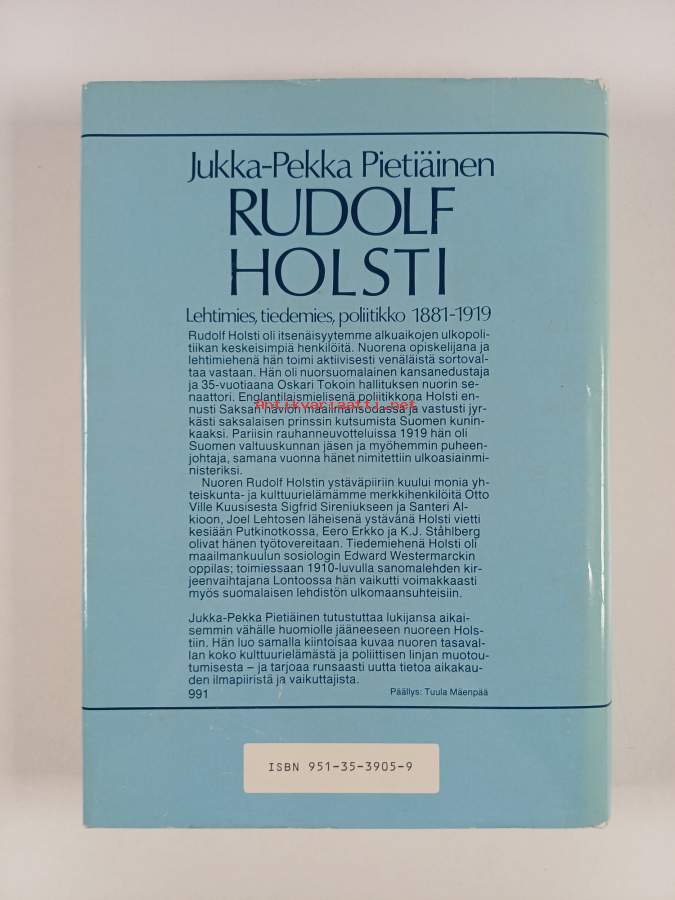 Jukka-Pekka Pietiäinen
RUDOLF
HOLSTI
Lehtimies, tiedemies, poliitikko 1881-1919
Rudolf Holsti oli itsenäisyytemme alkuaikojen ulkopoli-
tiikan keskeisimpiä henkilöitä. Nuorena opiskelijana ja
lehtimiehenä hän toimi aktiivisesti venäläistä sortoval-
taa vastaan. Hän oli nuorsuomalainen kansanedustaja
ja 35-vuotiaana Oskari Tokoin hallituksen nuorin se-
naattori. Englantilaismielisenä poliitikkona Holsti en-
nusti Saksan häviön maailmansodassa ja vastusti jyr-
Antikvariaatti.net
kästi saksalaisen prinssin kutsumista Suomen kunin-
kaaksi. Pariisin rauhanneuvotteluissa 1919 hän oli
Suomen valtuuskunnan jäsen ja myöhemmin puheen-
johtaja, samana vuonna hänet nimitettiin ulkoasiainmi-
nisteriksi.
Nuoren Rudolf Holstin ystäväpiiriin kuului monia yh-
teiskunta- ja kulttuurielämämme merkkihenkilöitä Otto
Ville Kuusisesta Sigfrid Sireniukseen ja Santeri Al-
kioon, Joel Lehtosen läheisenä ystävänä Holsti vietti
kesiään Putkinotkossa, Eero Erkko ja K.J. Ståhlberg
olivat hänen työtovereitaan. Tiedemiehenä Holsti oli
maailmankuulun sosiologin Edward Westermarckin
oppilas; toimiessaan 1910-luvulla sanomalehden kir-
jeenvaihtajana Lontoossa hän vaikutti voimakkaasti
myös suomalaisen lehdistön ulkomaansuhteisiin.
Jukka-Pekka Pietiäinen tutustuttaa lukijansa aikai-
semmin vähälle huomiolle jääneeseen nuoreen Hols-
tiin. Hän luo samalla kiintoisaa kuvaa nuoren tasaval-
lan koko kulttuurielämästä ja poliittisen linjan muotou-
tumisesta – ja tarjoaa runsaasti uutta tietoa aikakau-
den ilmapiiristä ja vaikuttajista.
991 Päällys: Tuula Mäenpää
ISBN 951-35-3905-9